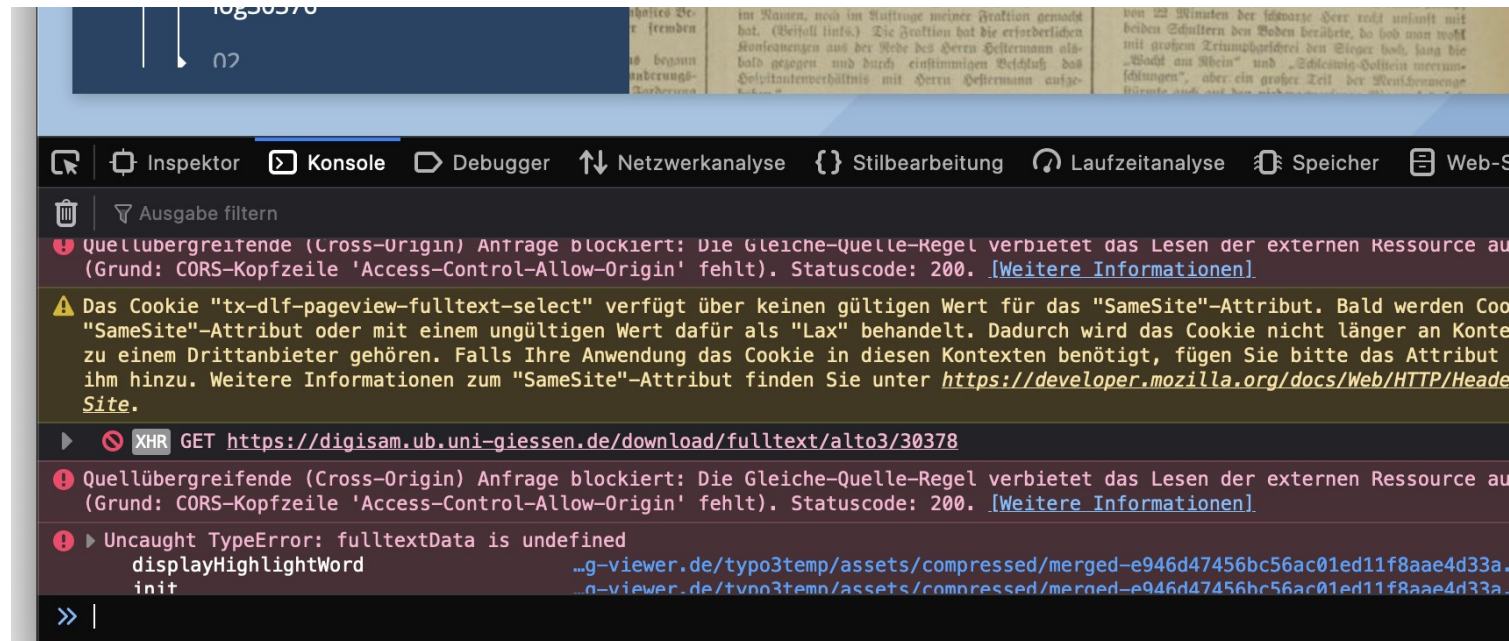 log30376
02
haftes Be-
r fremden
begann
anberungs-
Forderung
im Namen, noch im Auftrage meiner Fraktion gemacht
hat. (Beifall links.) Die Fraktion hat die erforderlichen
Konsequenzen aus der Rede des Herrn Heftermann als-
bald gezogen und durch einstimmigen Beschluß das
Hospitantenverhältnis mit Herrn Heftermann aufge-
von 22 Minuten der schwarze Herr recht unsanft mit
beiden Schultern den Boden berührte, da hob man wohl
mit großem Triumphgeschrei den Sieger hoch, sang die
„Wacht am Rhein“ und „Schleswig-Holstein meerum-
schlungen“, aber ein großer Teil der Menschenmenge
Inspektor Konsole Debugger Netzwerkanalyse {} Stilbearbeitung Laufzeitanalyse Speicher Web-S
Ausgabe filtern
Quellübergreifende (Cross-Origin) Anfrage blockiert: Die Gleiche-Quelle-Regel verbietet das Lesen der externen Ressource au
(Grund: CORS-Kopfzeile 'Access-Control-Allow-Origin' fehlt). Statuscode: 200. [Weitere Informationen]
Das Cookie "tx-dlf-pageview-fulltext-select" verfügt über keinen gültigen Wert für das "SameSite"-Attribut. Bald werden Coo
"SameSite"-Attribut oder mit einem ungültigen Wert dafür als "Lax" behandelt. Dadurch wird das Cookie nicht länger an Konte
zu einem Drittanbieter gehören. Falls Ihre Anwendung das Cookie in diesen Kontexten benötigt, fügen Sie bitte das Attribut
ihm hinzu. Weitere Informationen zum "SameSite"-Attribut finden Sie unter https://developer.mozilla.org/docs/Web/HTTP/Heade
Site.
XHR GET https://digisam.ub.uni-giessen.de/download/fulltext/alto3/30378
Quellübergreifende (Cross-Origin) Anfrage blockiert: Die Gleiche-Quelle-Regel verbietet das Lesen der externen Ressource au
(Grund: CORS-Kopfzeile 'Access-Control-Allow-Origin' fehlt). Statuscode: 200. [Weitere Informationen]
Uncaught TypeError: fulltextData is undefined
displayHighlightWord …g-viewer.de/typo3temp/assets/compressed/merged-e946d47456bc56ac01ed11f8aae4d33a.
init …g-viewer.de/typo3temp/assets/compressed/merged-e946d47456bc56ac01ed11f8aae4d33a.